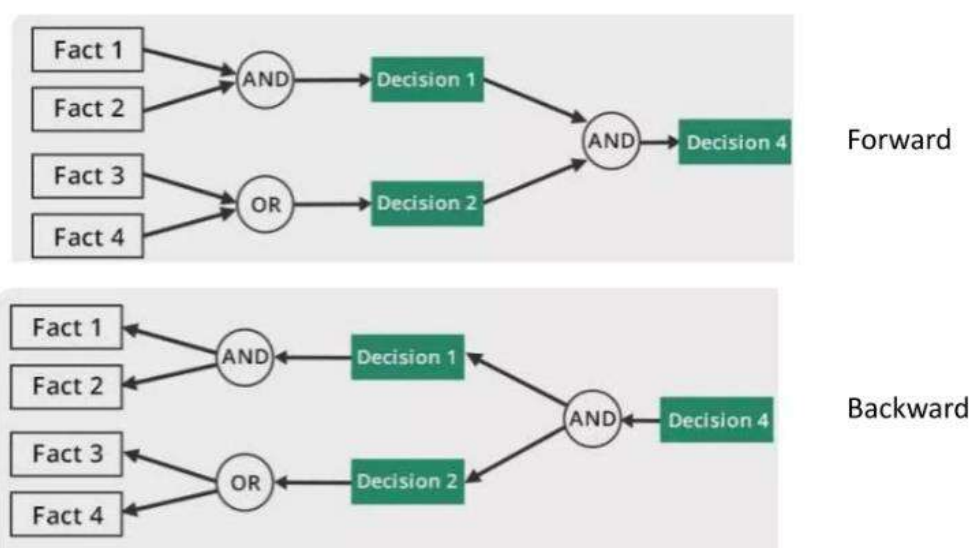 Fact 1
Fact 2
AND
Decision 1
Fact 3
Fact 4
OR
Decision 2
AND
Decision 4
Forward
Fact 1
Fact 2
AND
Decision 1
Fact 3
Fact 4
OR
Decision 2
AND
Decision 4
Backward